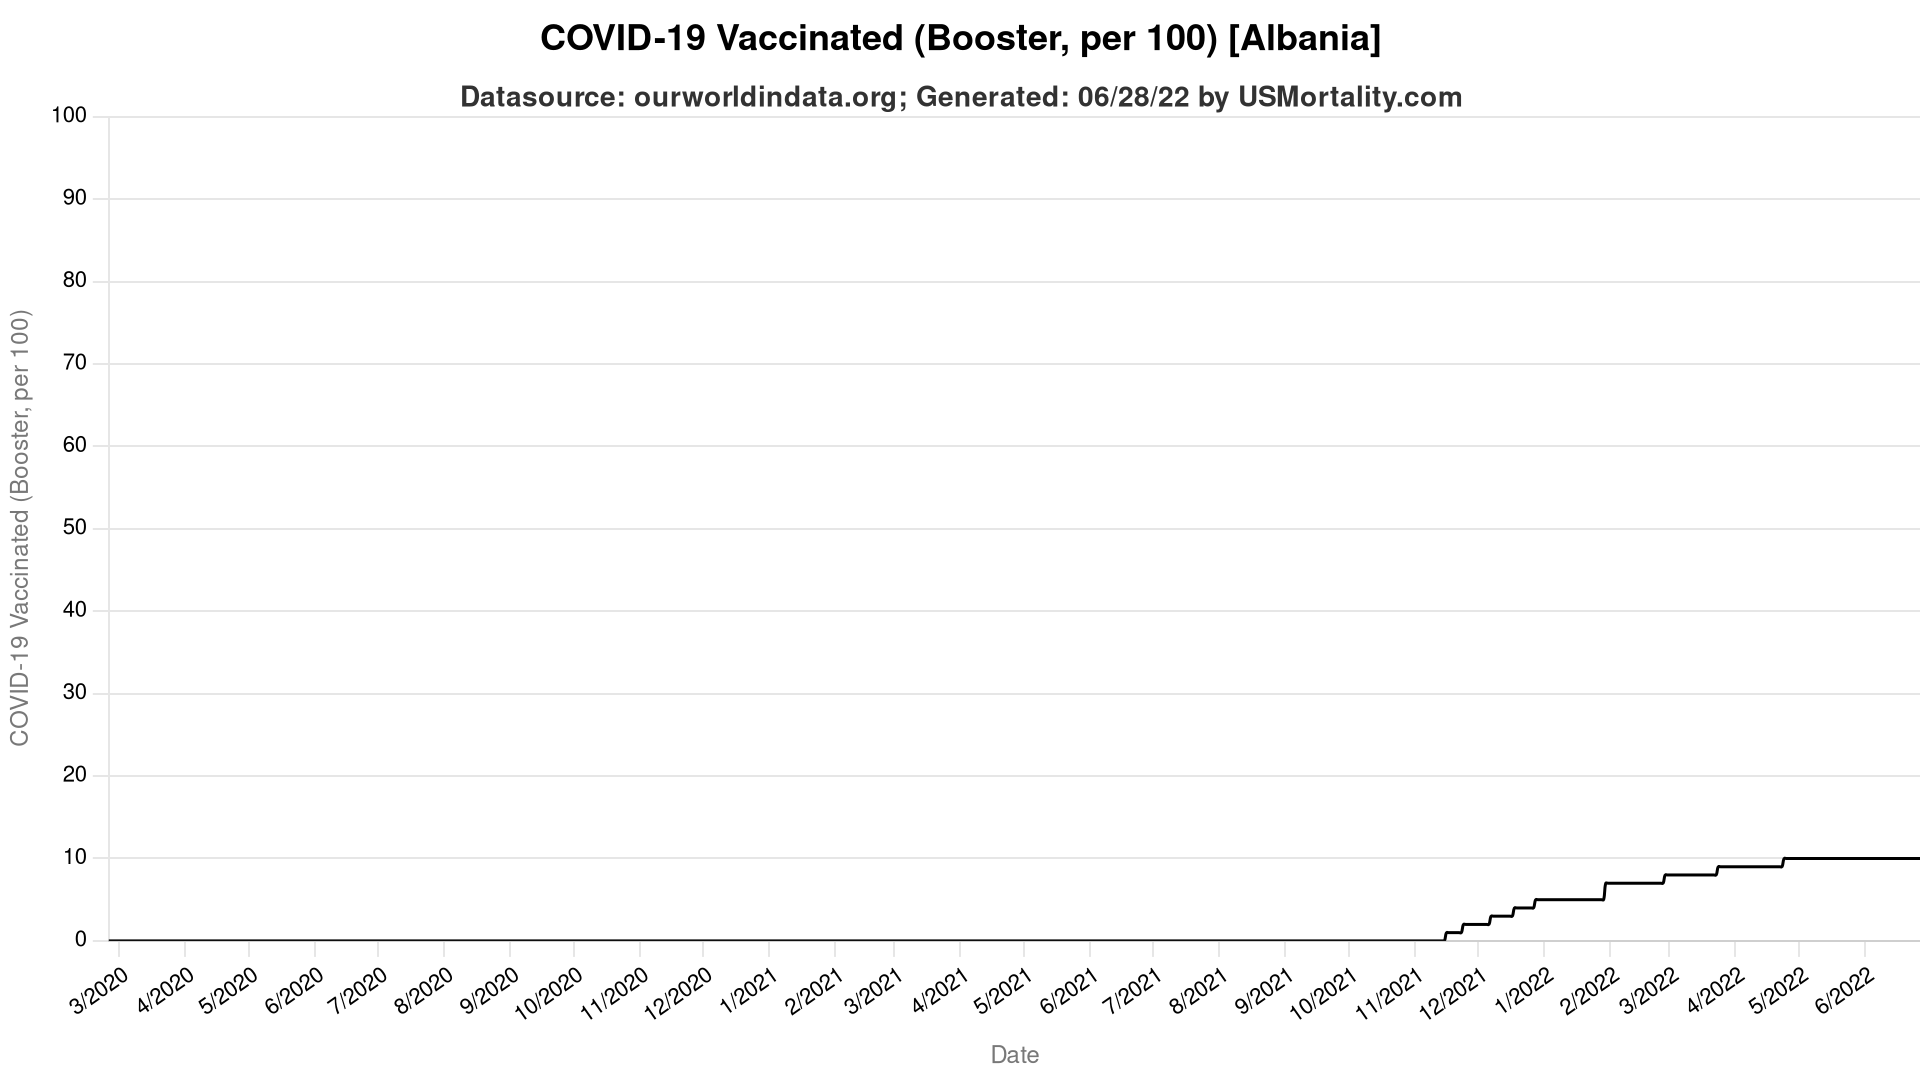 COVID-19 Vaccinated (Booster, per 100) [Albania]
Datasource: ourworldindata.org; Generated: 06/28/22 by USMortality.com
COVID-19 Vaccinated (Booster, per 100)
100
90
80
70
60
50
40
30
20
10
0
3/2020 4/2020 5/2020 6/2020 7/2020 8/2020 9/2020 10/2020 11/2020 12/2020 1/2021 2/2021 3/2021 4/2021 5/2021 6/2021 7/2021 8/2021 9/2021 10/2021 11/2021 12/2021 1/2022 2/2022 3/2022 4/2022 5/2022 6/2022
Date